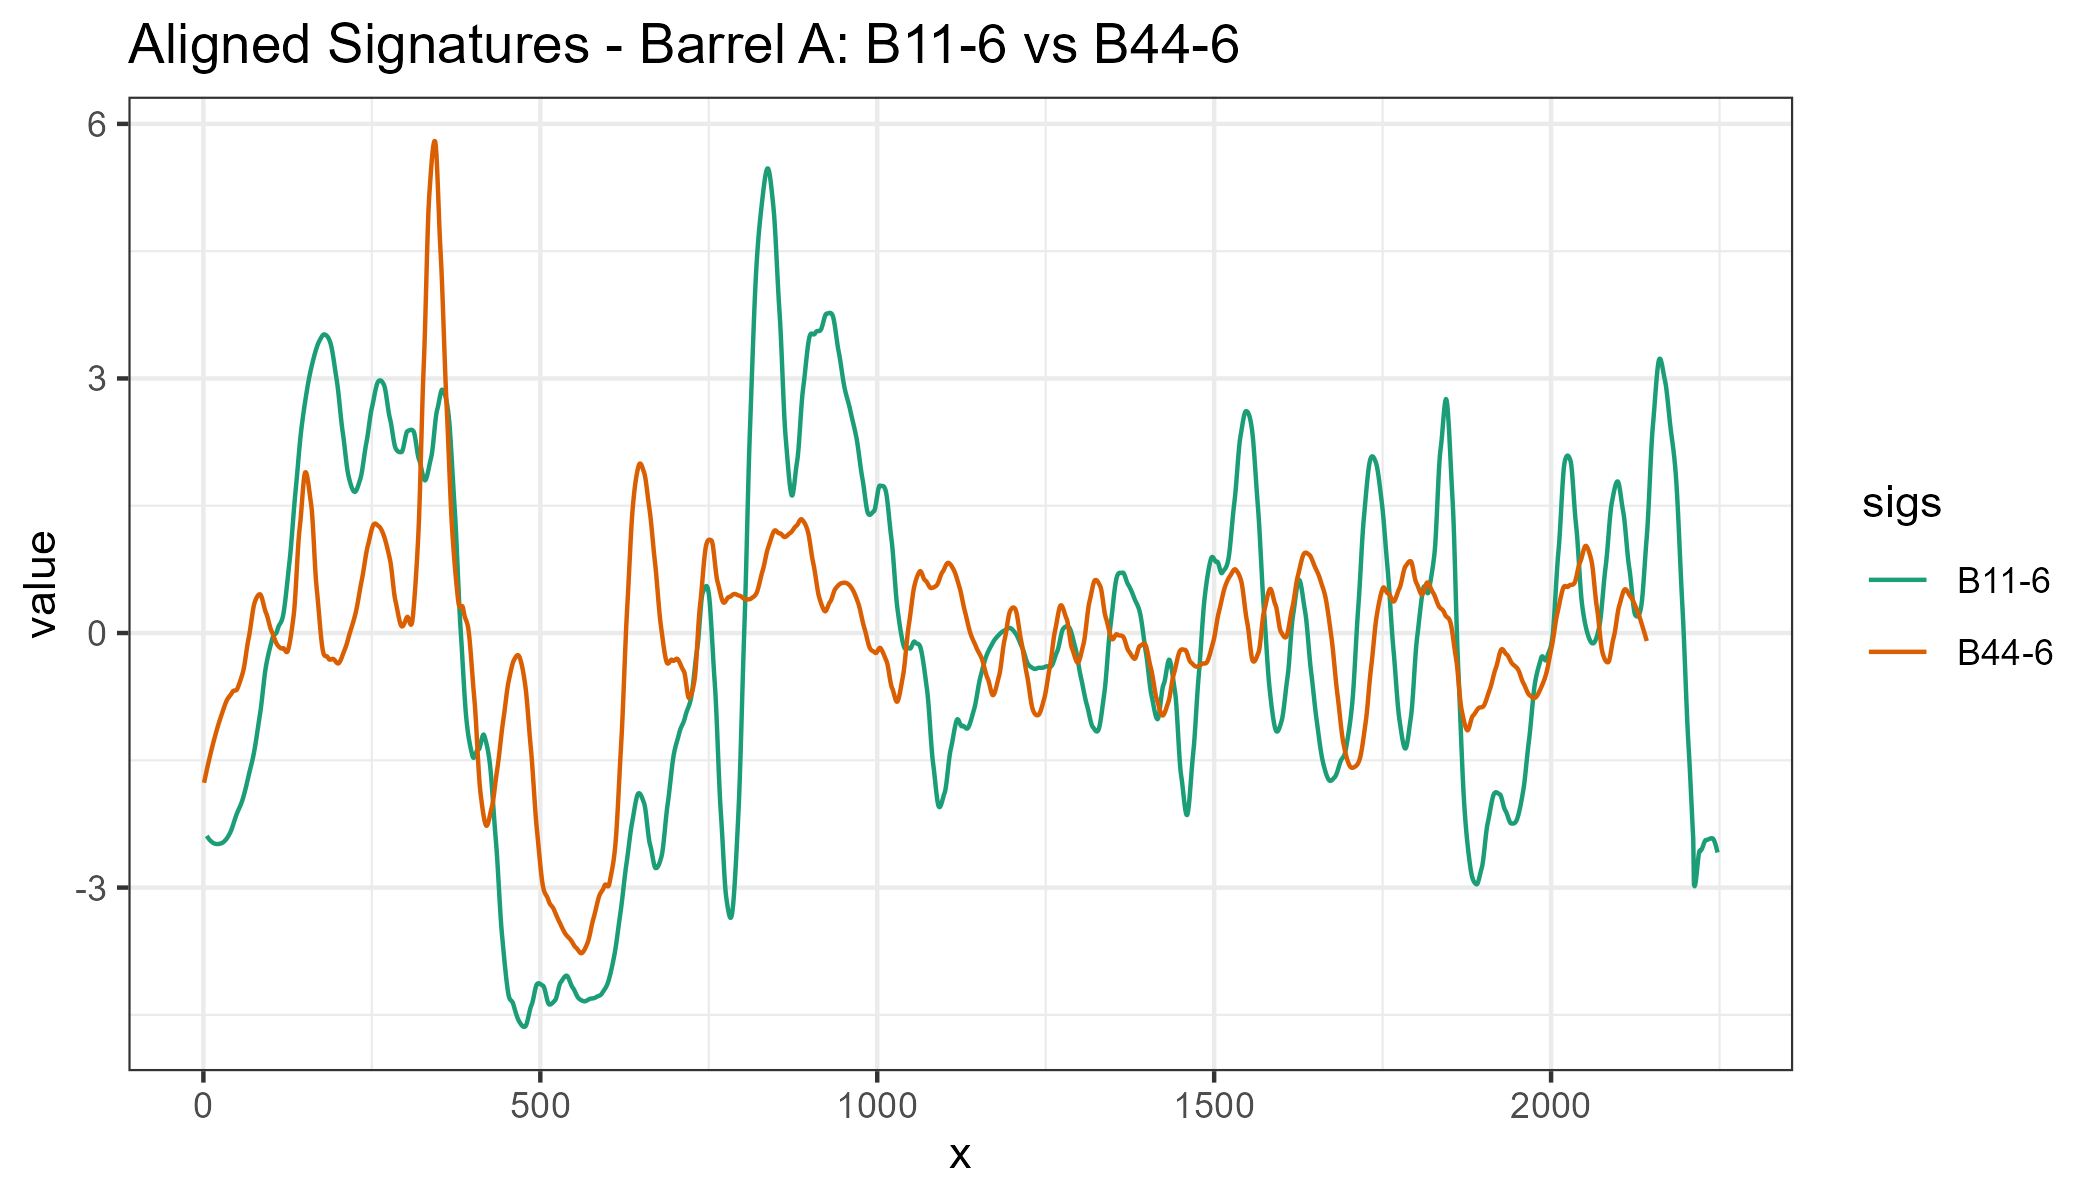 Aligned Signatures - Barrel A: B11-6 vs B44-6
6
3
0
-3
value
0 500 1000 1500 2000
x
sigs
B11-6
B44-6